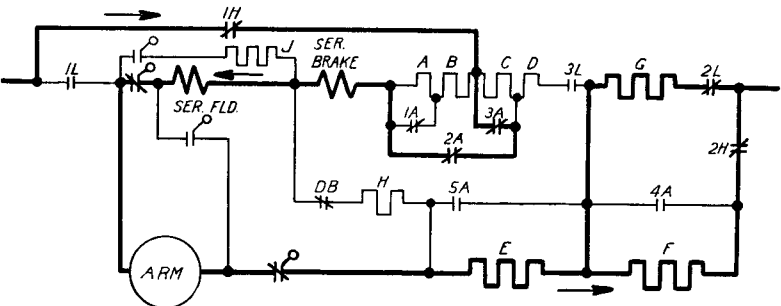 1H
J
SER.
BRAKE
A B C D 3L G 2L
1L
SER. FLD.
1A 3A
2A
2H
DB H 5A 4A
ARM
E F